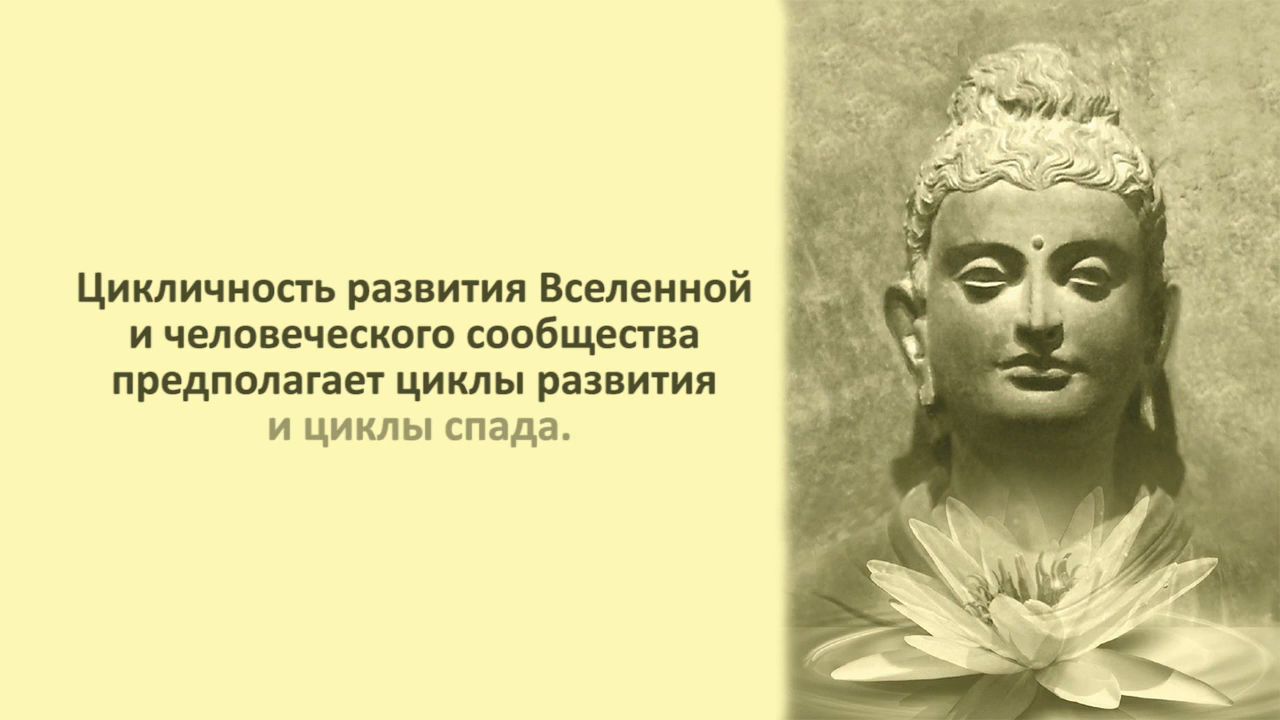 Цикличность развития Вселенной
и человеческого сообщества
предполагает циклы развития
и циклы спада.